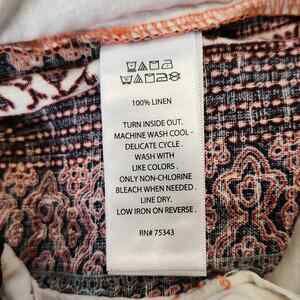 100% LINEN
TURN INSIDE OUT.
MACHINE WASH COOL -
DELICATE CYCLE .
WASH WITH
LIKE COLORS .
ONLY NON-CHLORINE
BLEACH WHEN NEEDED .
LINE DRY.
LOW IRON ON REVERSE .
RN# 75343